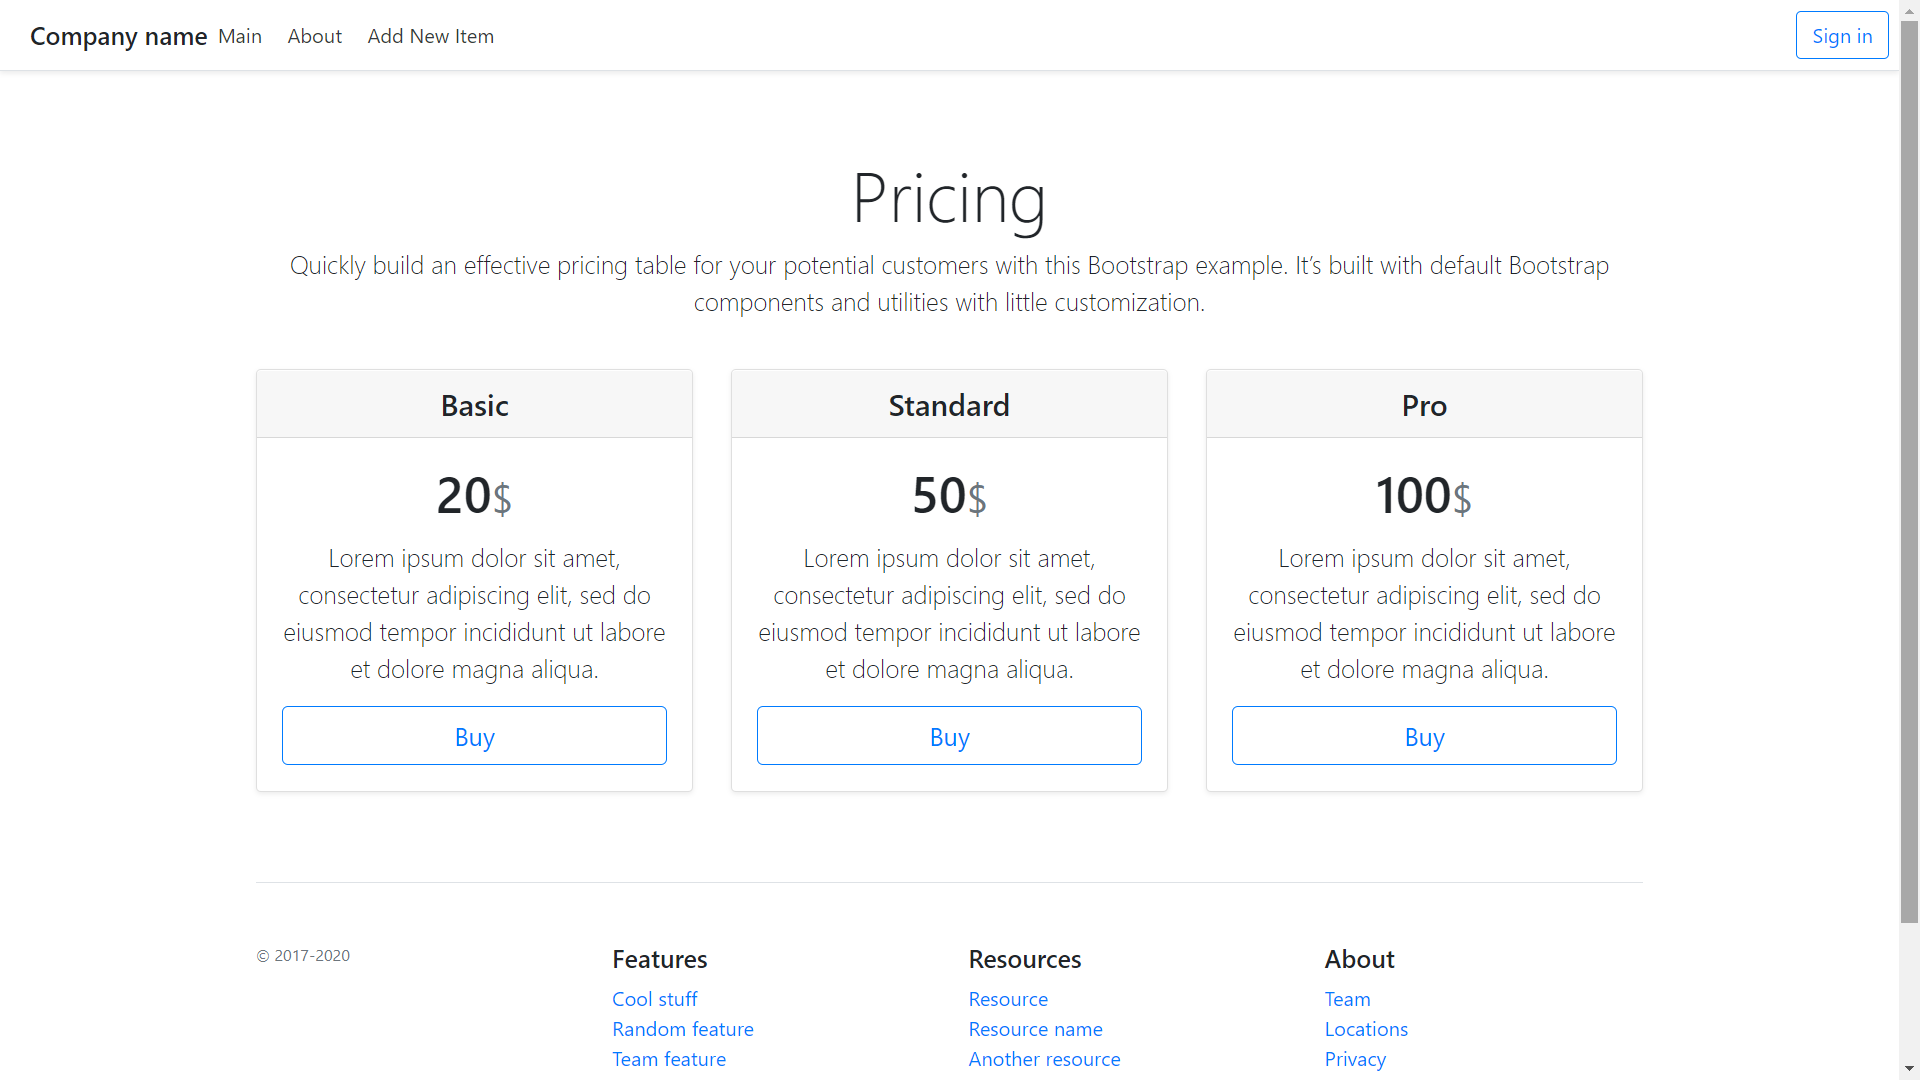 Company name Main About Add New Item Sign in
Pricing
Quickly build an effective pricing table for your potential customers with this Bootstrap example. It’s built with default Bootstrap
components and utilities with little customization.
Basic
20$
Lorem ipsum dolor sit amet,
consectetur adipiscing elit, sed do
eiusmod tempor incididunt ut labore
et dolore magna aliqua.
Buy
Standard
50$
Lorem ipsum dolor sit amet,
consectetur adipiscing elit, sed do
eiusmod tempor incididunt ut labore
et dolore magna aliqua.
Buy
Pro
100$
Lorem ipsum dolor sit amet,
consectetur adipiscing elit, sed do
eiusmod tempor incididunt ut labore
et dolore magna aliqua.
Buy
© 2017-2020
Features
Cool stuff
Random feature
Team feature
Resources
Resource
Resource name
Another resource
About
Team
Locations
Privacy